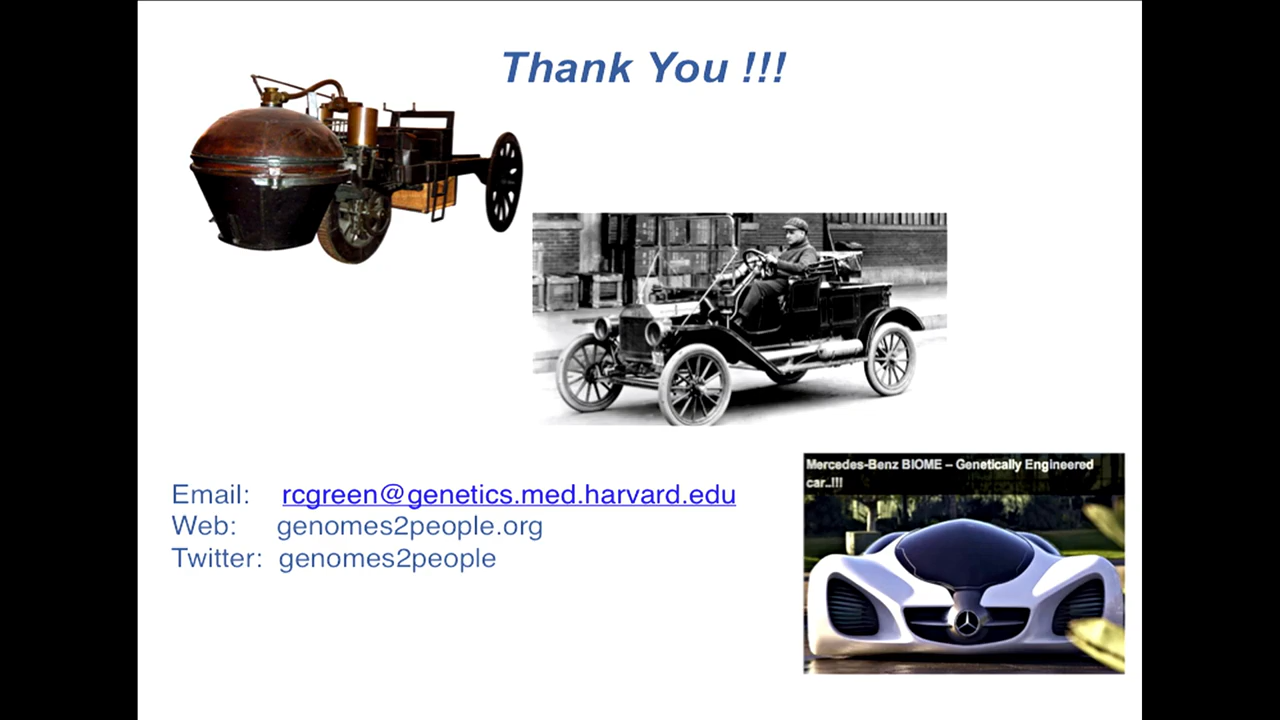 Thank You !!!
Mercedes-Benz BIOME – Genetically Engineered
car..!!!
Email: rcgreen@genetics.med.harvard.edu
Web: genomes2people.org
Twitter: genomes2people